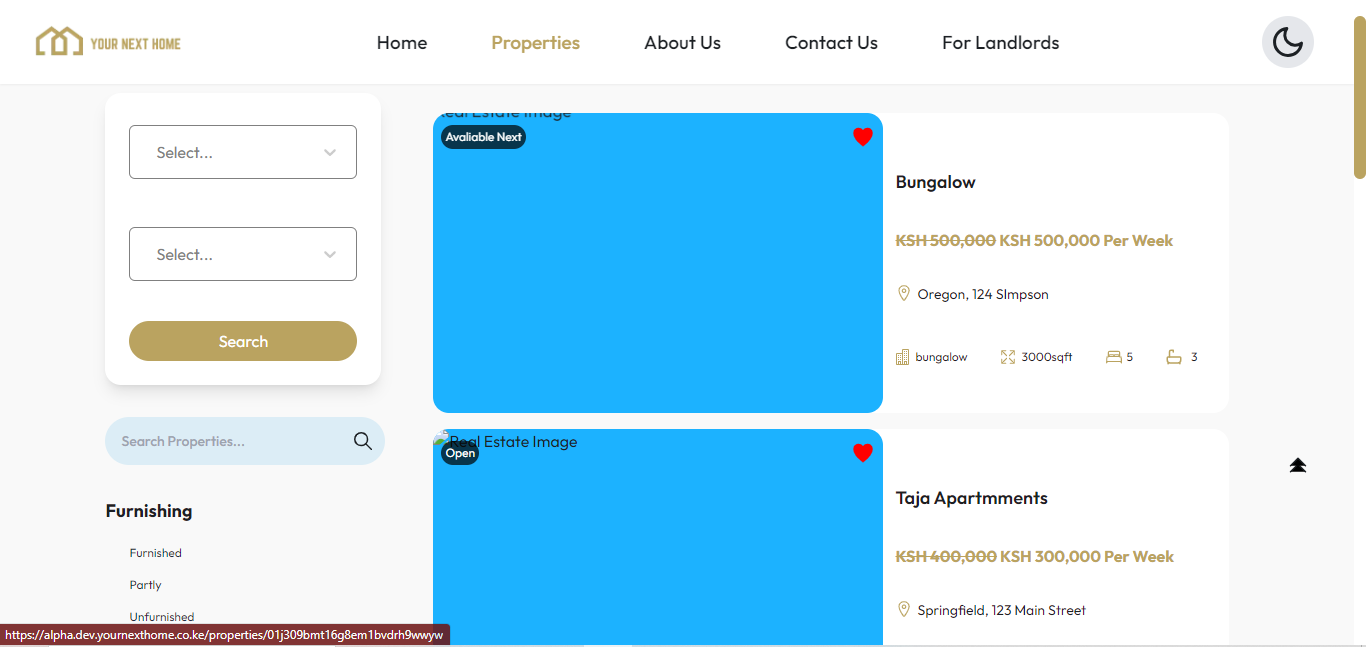 YOUR NEXT HOME
Home
Properties
About Us
Contact Us
For Landlords
Select...
Select...
Search
Search Properties...
Furnishing
Furnished
Partly
Unfurnished
Real Estate Image
Avaliable Next
Bungalow
KSH 500,000 KSH 500,000 Per Week
Oregon, 124 SImpson
bungalow
3000sqft
5
3
Real Estate Image
Open
Taja Apartmments
KSH 400,000 KSH 300,000 Per Week
Springfield, 123 Main Street
https://alpha.dev.yournexthome.co.ke/properties/01j309bmt16g8em1bvdrh9wwyw